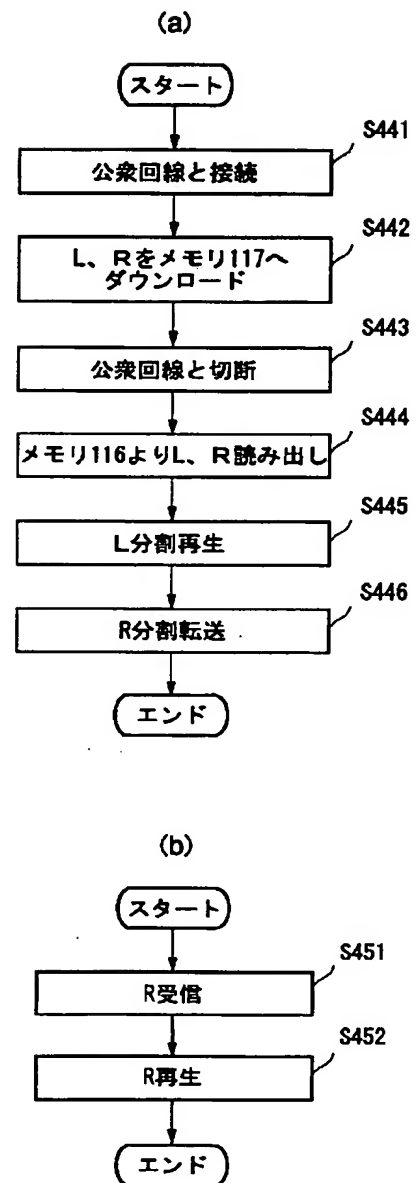 (a)
スタート
S441
公衆回線と接続
S442
L、Rをメモリ117へ
ダウンロード
S443
公衆回線と切断
S444
メモリ116よりL、R読み出し
S445
L分割再生
S446
R分割転送
エンド
(b)
スタート
S451
R受信
S452
R再生
エンド